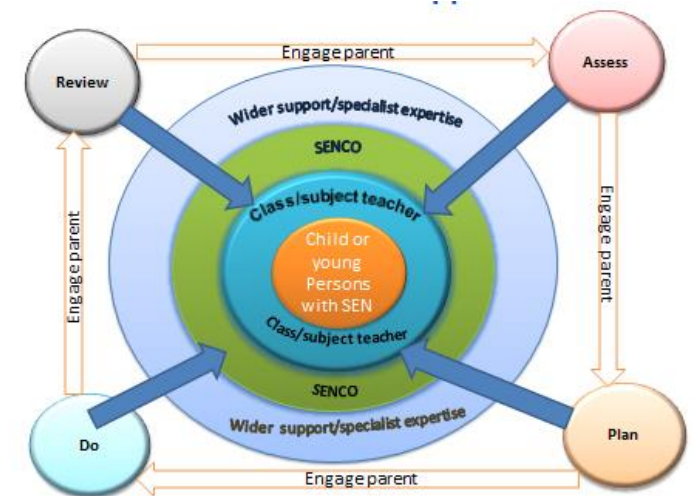 Engage parent
Review
Assess
Wider support/specialist expertise
SENCO
Class/subject teacher
Child or
young
Persons
with SEN
Engage parent
Engage parent
Class/subject teacher
SENCO
Wider support/specialist expertise
Do
Plan
Engage parent